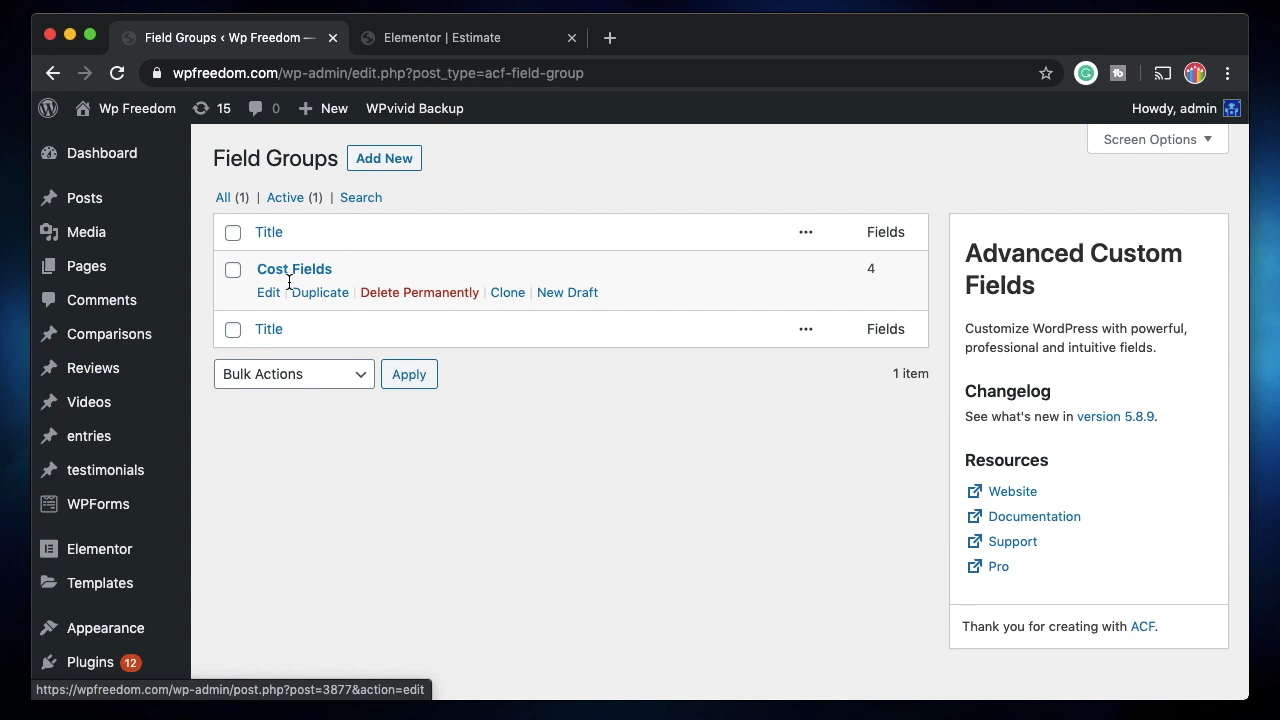 Field Groups ‹ Wp Freedom —
Elementor | Estimate
wpfreedom.com/wp-admin/edit.php?post_type=acf-field-group
Wp Freedom
15
0
New
WPvivid Backup
Howdy, admin
Screen Options
Dashboard
Posts
Media
Pages
Comments
Comparisons
Reviews
Videos
entries
testimonials
WPForms
Elementor
Templates
Appearance
Plugins 12
Field Groups
Add New
All (1) | Active (1) | Search
Title
Fields
Cost Fields
4
Edit | Duplicate | Delete Permanently | Clone | New Draft
Title
Fields
Bulk Actions
Apply
1 item
Advanced Custom
Fields
Customize WordPress with powerful,
professional and intuitive fields.
Changelog
See what's new in version 5.8.9.
Resources
Website
Documentation
Support
Pro
Thank you for creating with ACF.
https://wpfreedom.com/wp-admin/post.php?post=3877&action=edit